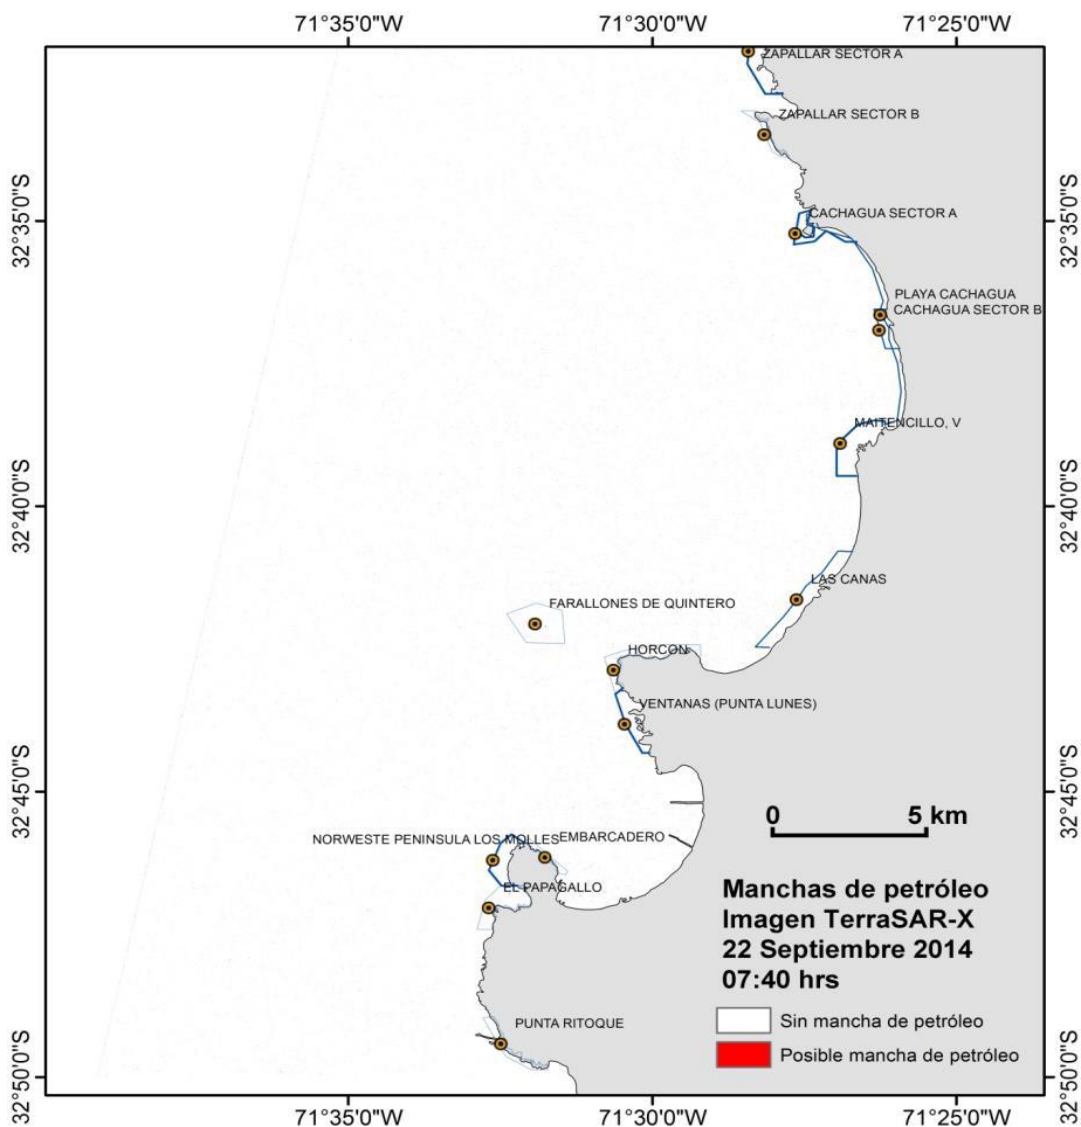 71°35'0"W 71°30'0"W 71°25'0"W
ZAPALLAR SECTOR A
ZAPALLAR SECTOR B
32°35'0"S 32°35'0"S
CACHAGUA SECTOR A
PLAYA CACHAGUA
CACHAGUA SECTOR B
MAITENCILLO, V
32°40'0"S 32°40'0"S
LAS CANAS
FARALLONES DE QUINTERO
HORCON
VENTANAS (PUNTA LUNES)
32°45'0"S 32°45'0"S
0 5 km
NORWESTE PENINSULA LOS MOLLES EMBARCADERO
EL PAPAGALLO
Manchas de petróleo
Imagen TerraSAR-X
22 Septiembre 2014
07:40 hrs
Sin mancha de petróleo
Posible mancha de petróleo
PUNTA RITOQUE
32°50'0"S 32°50'0"S
71°35'0"W 71°30'0"W 71°25'0"W